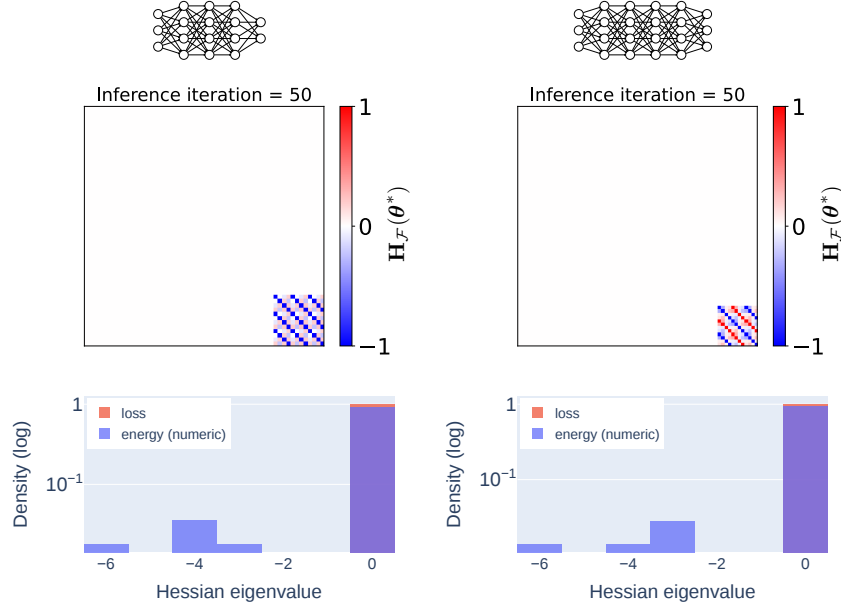 Inference iteration = 50
1
0
−1
H_F(θ*)
Inference iteration = 50
1
0
−1
H_F(θ*)
Density (log)
1
10⁻¹
loss
energy (numeric)
−6
−4
−2
0
Hessian eigenvalue
Density (log)
1
10⁻¹
loss
energy (numeric)
−6
−4
−2
0
Hessian eigenvalue